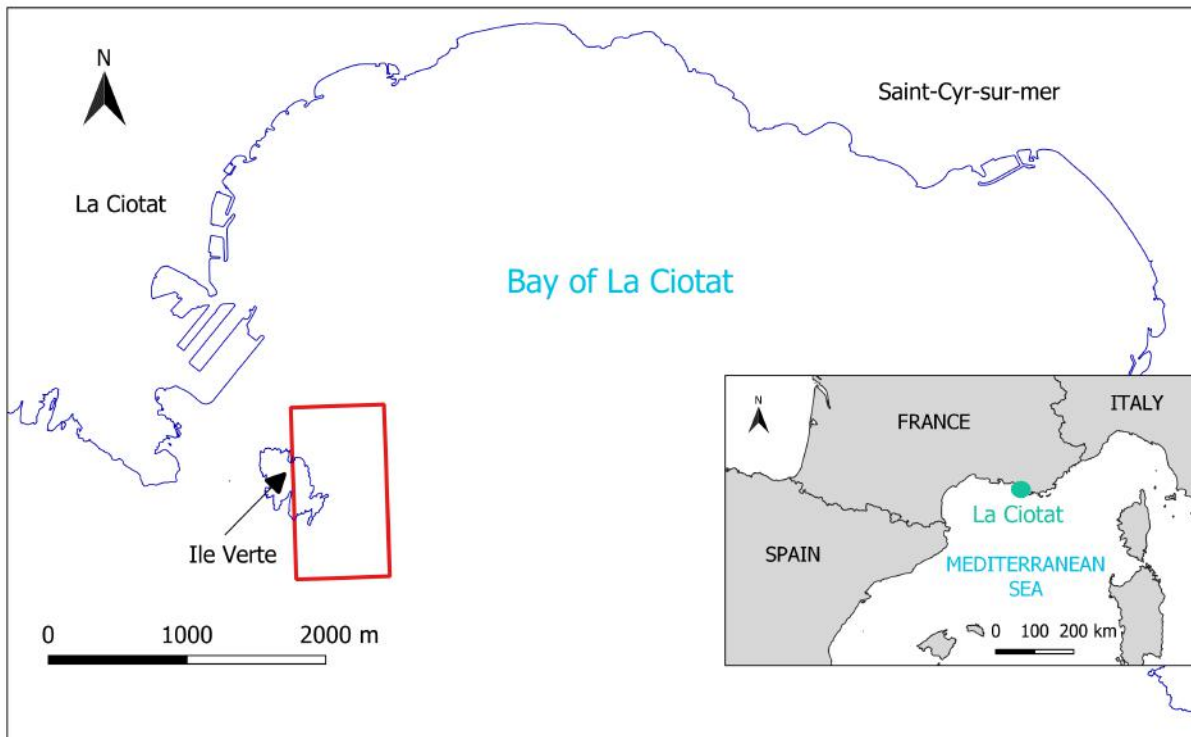 N
Saint-Cyr-sur-mer
La Ciotat
Bay of La Ciotat
Ile Verte
0 1000 2000 m
N
FRANCE
ITALY
La Ciotat
SPAIN
MEDITERRANEAN
SEA
0 100 200 km